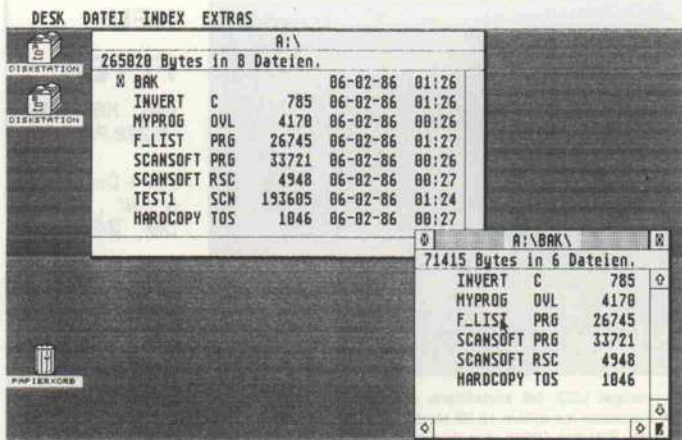 DESK DATEI INDEX EXTRAS
DISKSTATION
DISKSTATION
PAPIERKORB
A:\
265020 Bytes in 8 Dateien.
BAK 06-02-86 01:26
INVERT C 785 06-02-86 01:26
MYPROG OVL 4170 06-02-86 00:26
F_LIST PRG 26745 06-02-86 01:27
SCANSOFT PRG 33721 06-02-86 00:26
SCANSOFT RSC 4948 06-02-86 00:27
TEST1 SCN 193605 06-02-86 01:24
HARDCOPY TOS 1046 06-02-86 00:27
A:\BAK\
71415 Bytes in 6 Dateien.
INVERT C 785
MYPROG OVL 4170
F_LIST PRG 26745
SCANSOFT PRG 33721
SCANSOFT RSC 4948
HARDCOPY TOS 1046